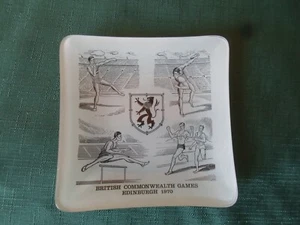 BRITISH COMMONWEALTH GAMES
EDINBURGH 1970